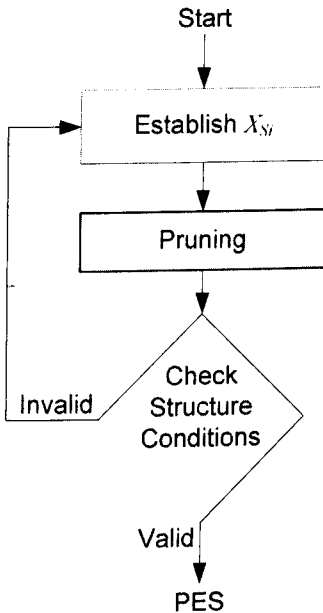 Start
Establish X_Si
Pruning
Check
Structure
Conditions
Invalid
Valid
PES